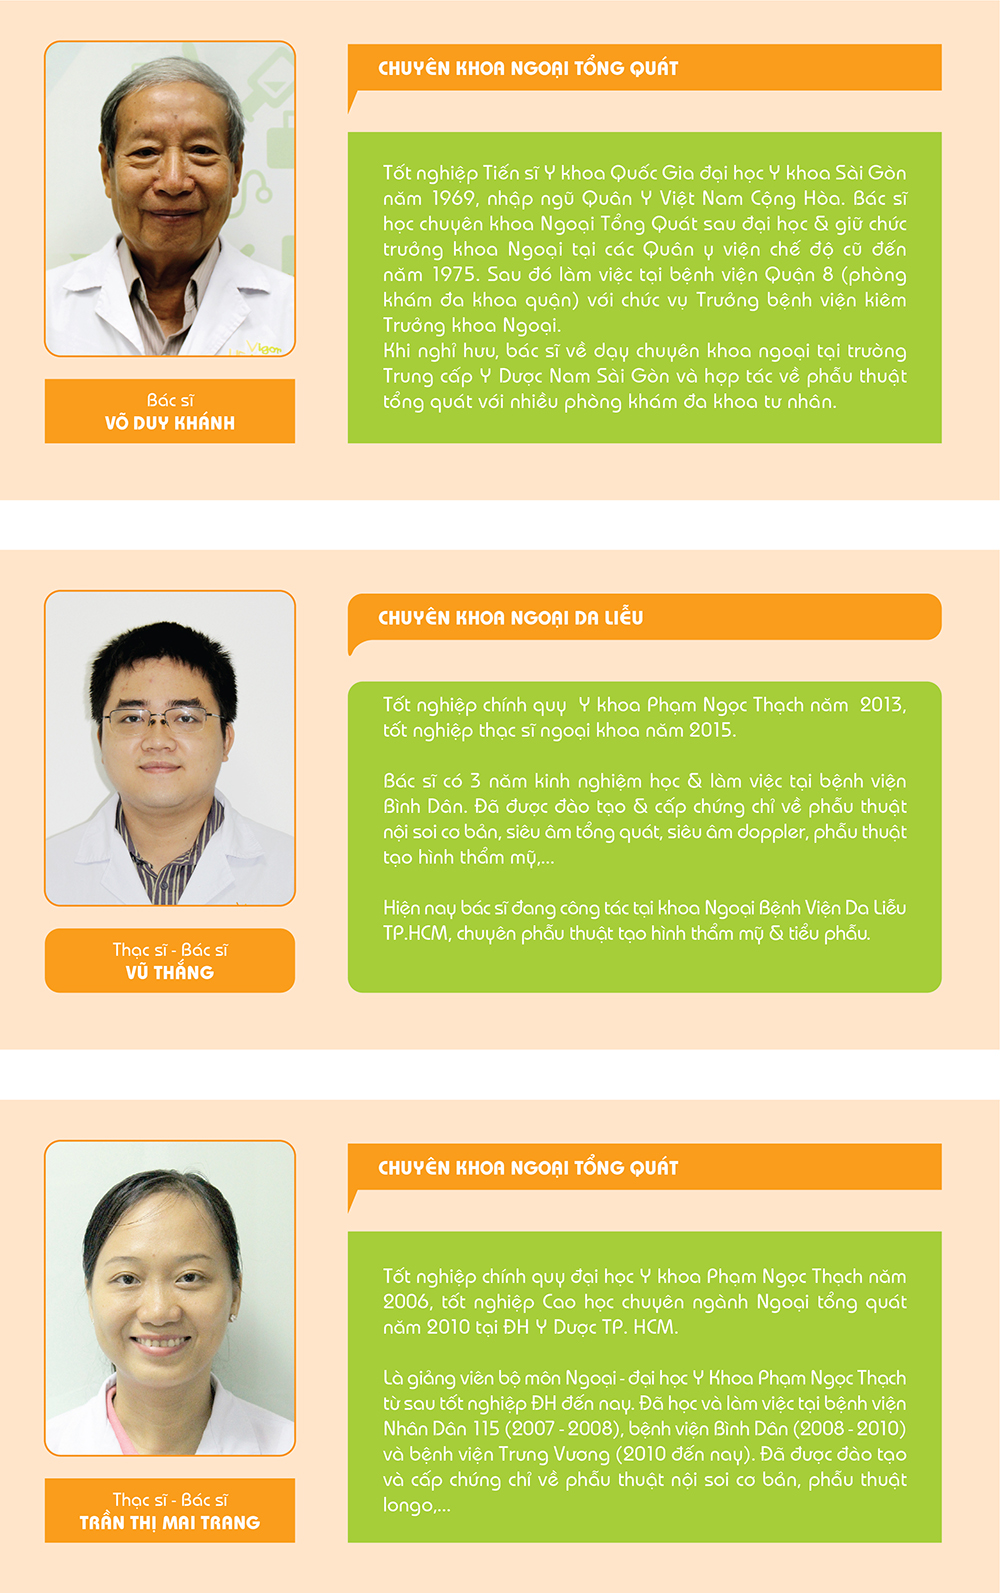 CHUYÊN KHOA NGOẠI TỔNG QUÁT
Tốt nghiệp Tiến sĩ Y khoa Quốc Gia đại học Y khoa Sài Gòn
năm 1969, nhập ngũ Quân Y Việt Nam Cộng Hòa. Bác sĩ
học chuyên khoa Ngoại Tổng Quát sau đại học & giữ chức
trưởng khoa Ngoại tại các Quân y viện chế độ cũ đến
năm 1975. Sau đó làm việc tại bệnh viện Quận 8 (phòng
khám đa khoa quận) với chức vụ Trưởng bệnh viện kiêm
Trưởng khoa Ngoại.
Khi nghỉ hưu, bác sĩ về dạy chuyên khoa ngoại tại trường
Trung cấp Y Dược Nam Sài Gòn và hợp tác về phẫu thuật
tổng quát với nhiều phòng khám đa khoa tư nhân.
Bác sĩ
VÕ DUY KHÁNH
CHUYÊN KHOA NGOẠI DA LIỄU
Tốt nghiệp chính quy Y khoa Phạm Ngọc Thạch năm 2013,
tốt nghiệp thạc sĩ ngoại khoa năm 2015.
Bác sĩ có 3 năm kinh nghiệm học & làm việc tại bệnh viện
Bình Dân. Đã được đào tạo & cấp chứng chỉ về phẫu thuật
nội soi cơ bản, siêu âm tổng quát, siêu âm doppler, phẫu thuật
tạo hình thẩm mỹ,...
Hiện nay bác sĩ đang công tác tại khoa Ngoại Bệnh Viện Da Liễu
TP.HCM, chuyên phẫu thuật tạo hình thẩm mỹ & tiểu phẫu.
Thạc sĩ - Bác sĩ
VŨ THẮNG
CHUYÊN KHOA NGOẠI TỔNG QUÁT
Tốt nghiệp chính quy đại học Y khoa Phạm Ngọc Thạch năm
2006, tốt nghiệp Cao học chuyên ngành Ngoại tổng quát
năm 2010 tại ĐH Y Dược TP. HCM.
Là giảng viên bộ môn Ngoại - đại học Y Khoa Phạm Ngọc Thạch
từ sau tốt nghiệp ĐH đến nay. Đã học và làm việc tại bệnh viện
Nhân Dân 115 (2007 - 2008), bệnh viện Bình Dân (2008 - 2010)
và bệnh viện Trưng Vương (2010 đến nay). Đã được đào tạo
và cấp chứng chỉ về phẫu thuật nội soi cơ bản, phẫu thuật
longo,...
Thạc sĩ - Bác sĩ
TRẦN THỊ MAI TRANG